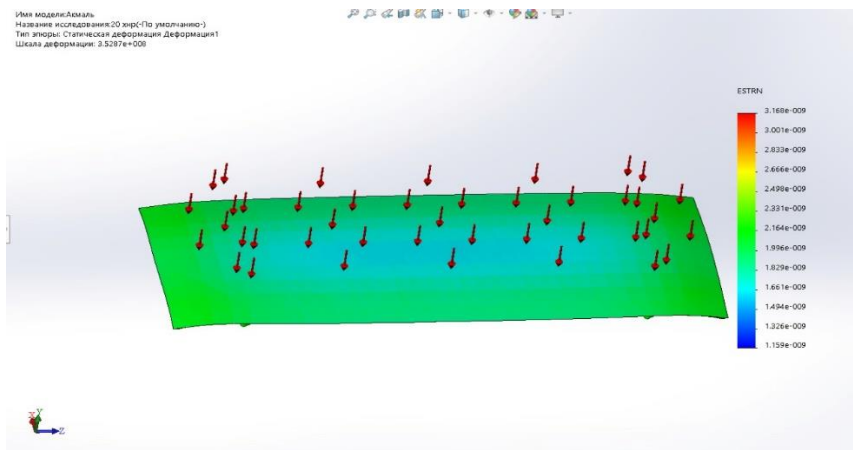 Имя модели:Акмаль
Название исследования:20 хнр(-По умолчанию-)
Тип эпюры: Статическая деформация Деформация1
Шкала деформации: 3.5287e+008
ESTRN
3.168e-009
3.001e-009
2.833e-009
2.666e-009
2.498e-009
2.331e-009
2.164e-009
1.996e-009
1.829e-009
1.661e-009
1.494e-009
1.326e-009
1.159e-009
Y
X
Z